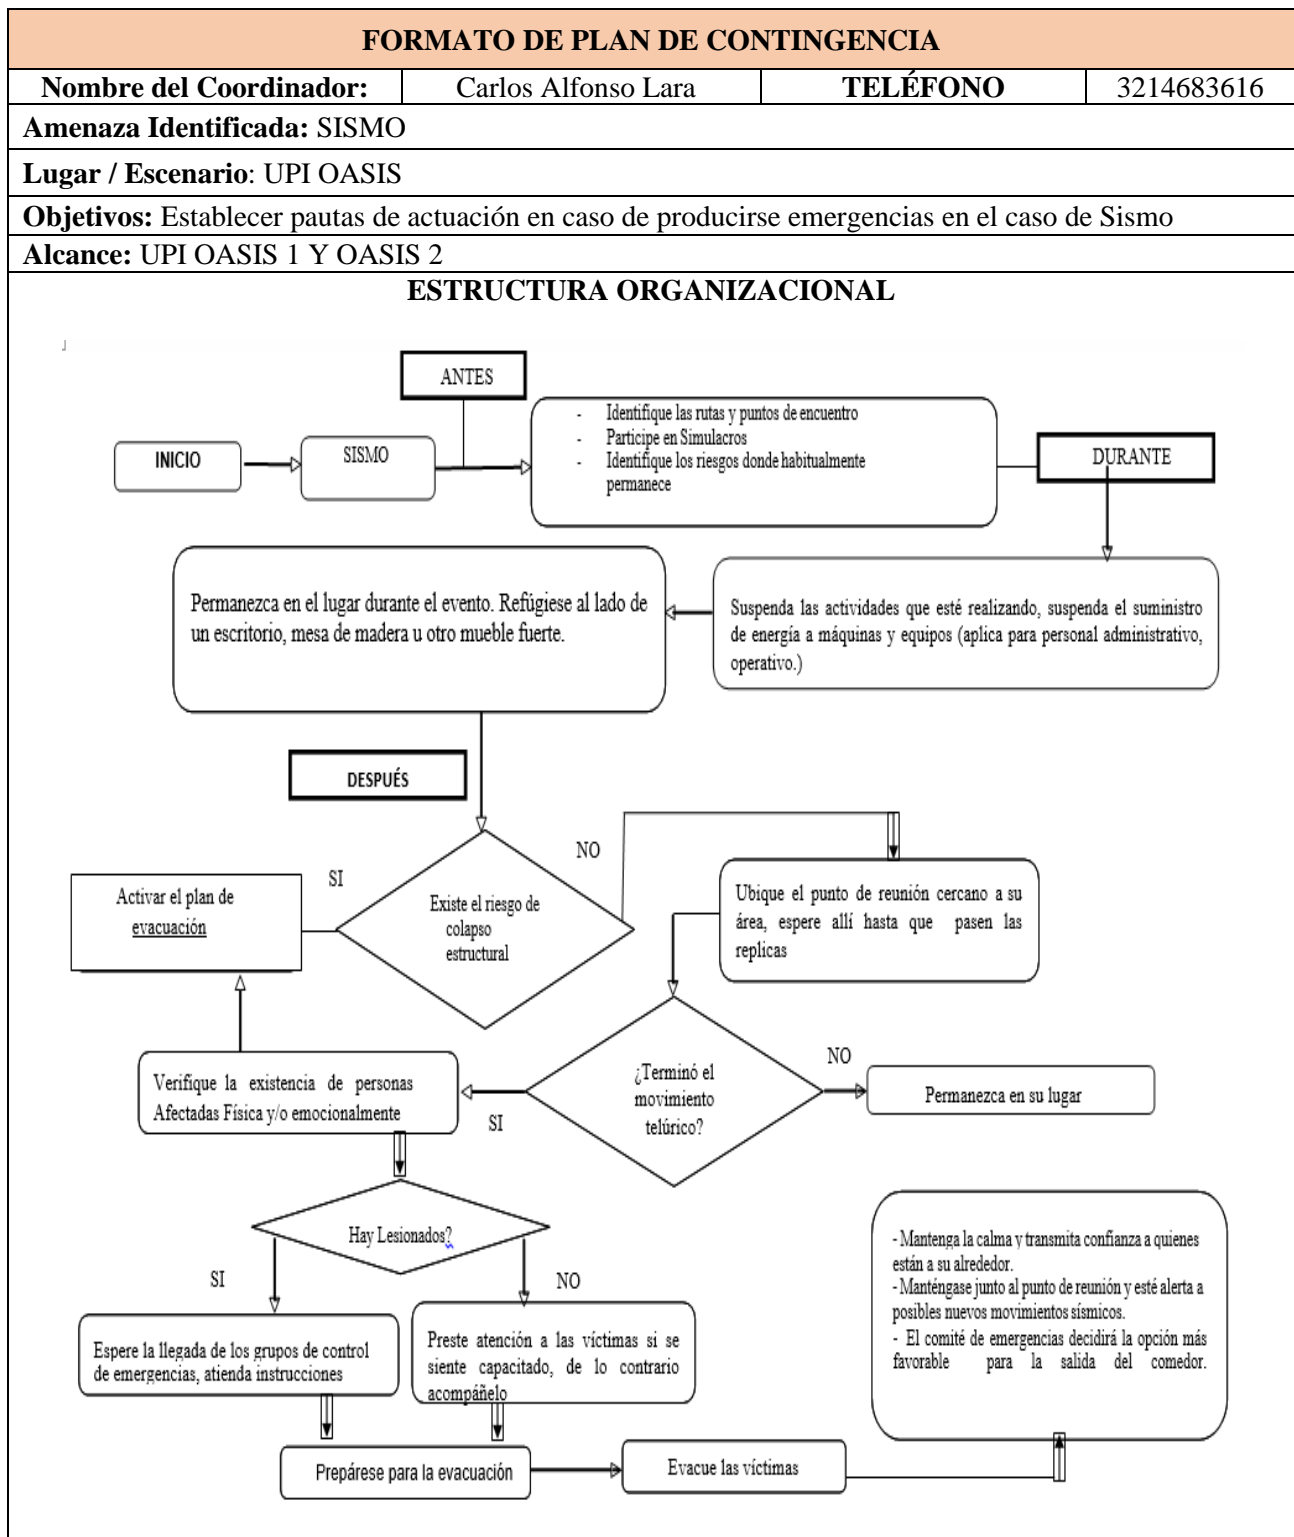 FORMATO DE PLAN DE CONTINGENCIA
Nombre del Coordinador: Carlos Alfonso Lara TELÉFONO 3214683616
Amenaza Identificada: SISMO
Lugar / Escenario: UPI OASIS
Objetivos: Establecer pautas de actuación en caso de producirse emergencias en el caso de Sismo
Alcance: UPI OASIS 1 Y OASIS 2
ESTRUCTURA ORGANIZACIONAL
ANTES
INICIO
SISMO
- Identifique las rutas y puntos de encuentro
- Participe en Simulacros
- Identifique los riesgos donde habitualmente
permanece
DURANTE
Suspenda las actividades que esté realizando, suspenda el suministro
de energía a máquinas y equipos (aplica para personal administrativo,
operativo.)
Permanezca en el lugar durante el evento. Refúgiese al lado de
un escritorio, mesa de madera u otro mueble fuerte.
DESPUÉS
Existe el riesgo de
colapso
estructural
SI
NO
Activar el plan de
evacuación
Ubique el punto de reunión cercano a su
área, espere allí hasta que pasen las
replicas
¿Terminó el
movimiento
telúrico?
NO
Permanezca en su lugar
SI
Verifique la existencia de personas
Afectadas Física y/o emocionalmente
Hay Lesionados?
SI
NO
Espere la llegada de los grupos de control
de emergencias, atienda instrucciones
Preste atención a las víctimas si se
siente capacitado, de lo contrario
acompáñelo
Prepárese para la evacuación
Evacue las víctimas
- Mantenga la calma y transmita confianza a quienes
están a su alrededor.
- Manténgase junto al punto de reunión y esté alerta a
posibles nuevos movimientos sísmicos.
- El comité de emergencias decidirá la opción más
favorable para la salida del comedor.